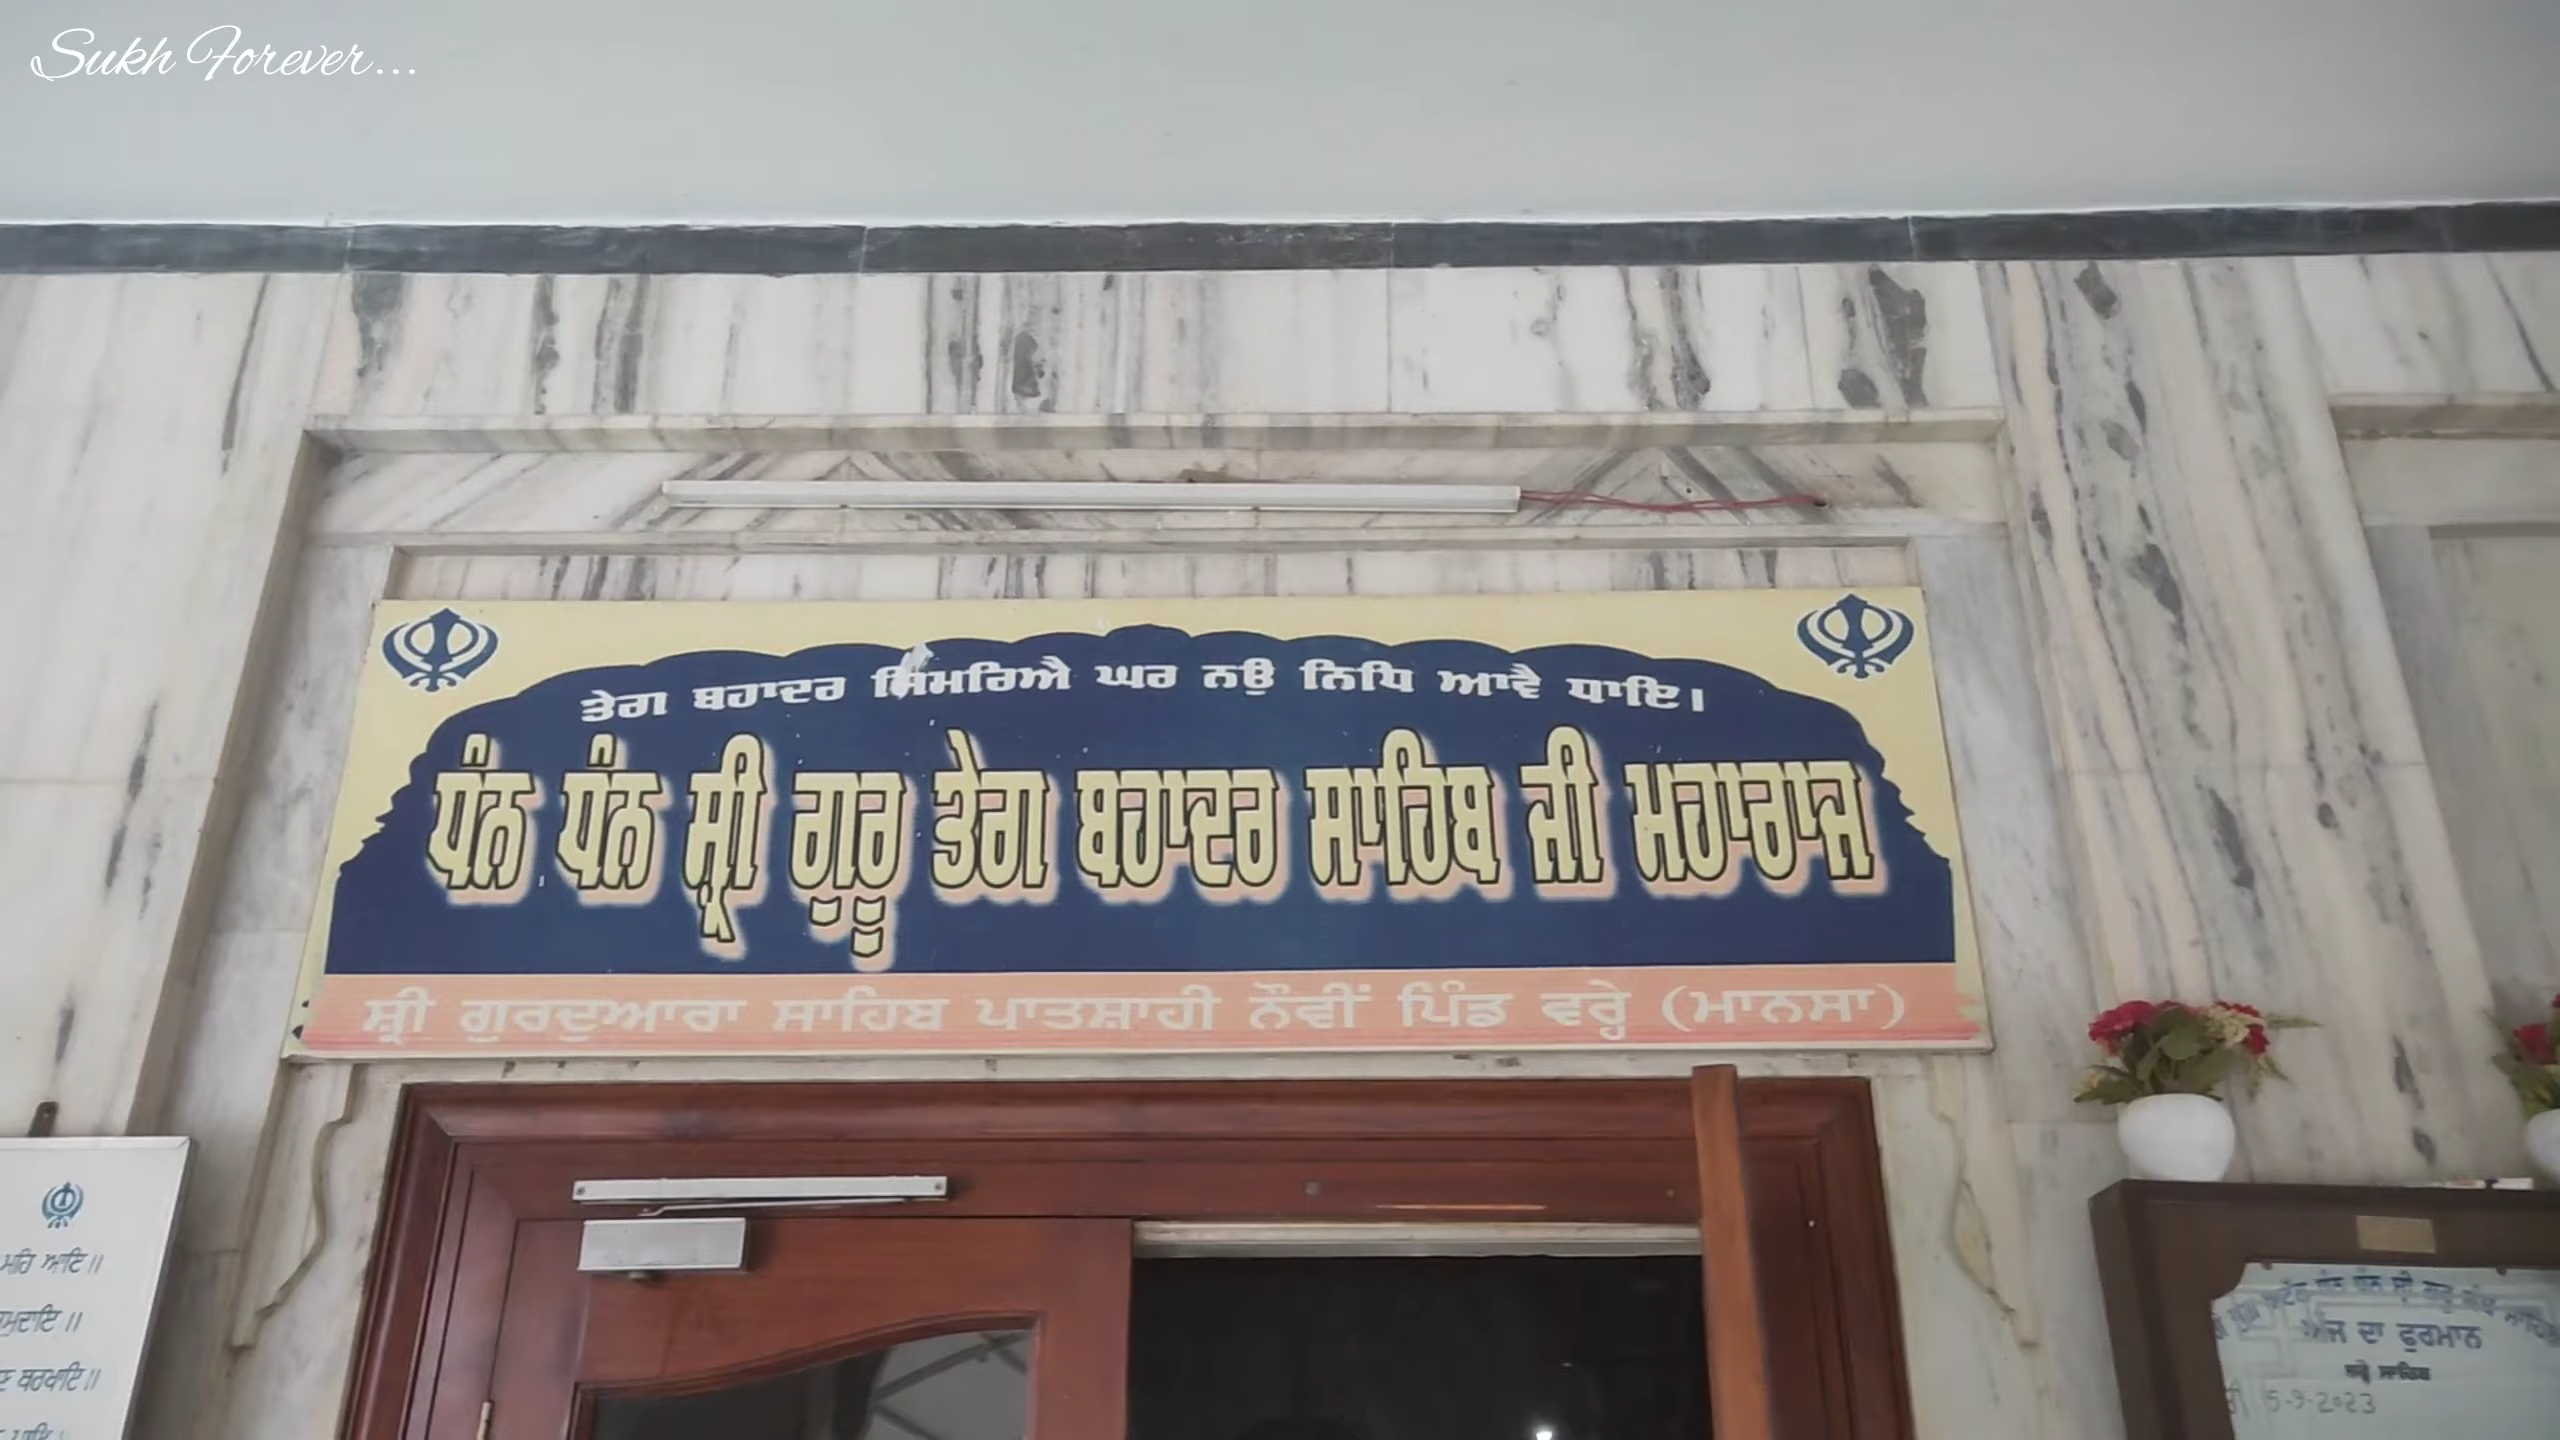 Sukh Forever...
ਤੇਗ ਬਹਾਦਰ ਸਿਮਰਿਐ ਘਰ ਨਉ ਨਿਧਿ ਆਵੈ ਧਾਇ।
ਧੰਨ ਧੰਨ ਸ੍ਰੀ ਗੁਰੂ ਤੇਗ ਬਹਾਦਰ ਸਾਹਿਬ ਜੀ ਮਹਾਰਾਜ
ਸ਼੍ਰੀ ਗੁਰਦੁਆਰਾ ਸਾਹਿਬ ਪਾਤਸ਼ਾਹੀ ਨੌਵੀਂ ਪਿੰਡ ਵਰ੍ਹੇ (ਮਾਨਸਾ)
ਮਹਿ ਆਇ ॥
ਧੰਨ ਧੰਨ ਸ੍ਰੀ ਗੁਰੂ ਗ੍ਰੰਥ
ਅੱਜ ਦਾ ਫੁਰਮਾਨ
5-9-2023